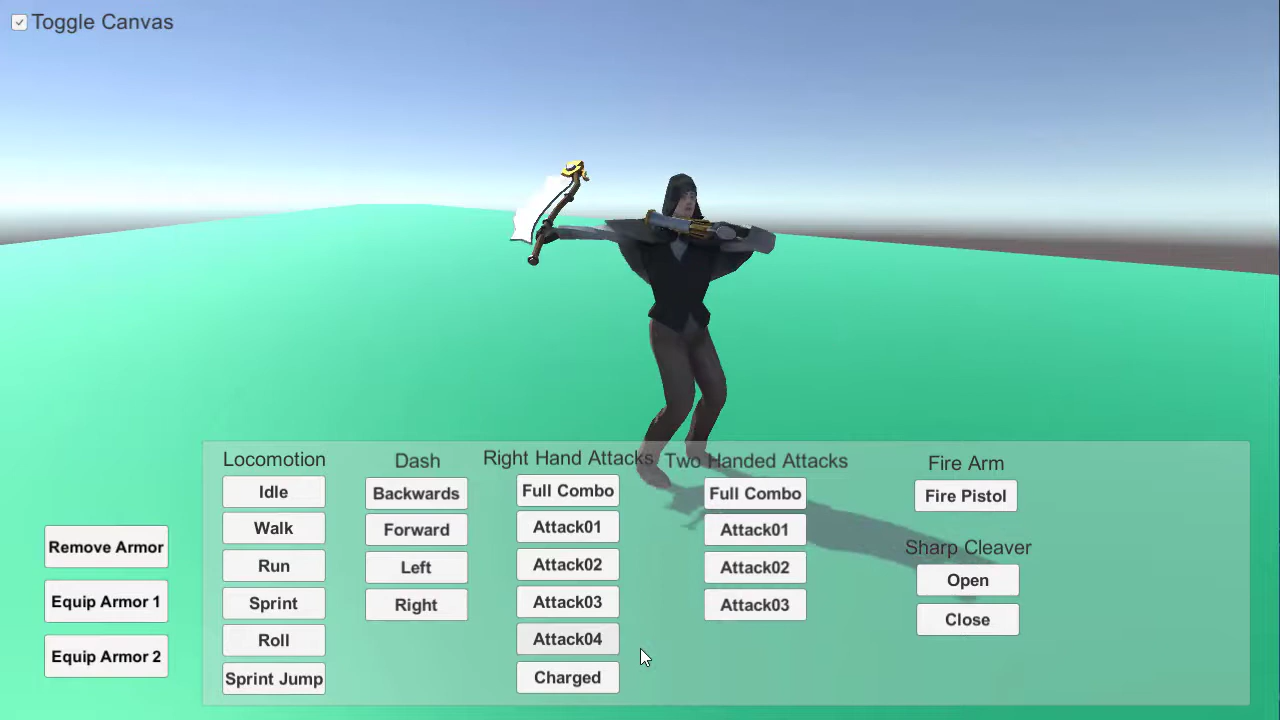 Toggle Canvas
Locomotion
Idle
Walk
Run
Sprint
Roll
Sprint Jump
Dash
Backwards
Forward
Left
Right
Right Hand Attacks
Full Combo
Attack01
Attack02
Attack03
Attack04
Charged
Two Handed Attacks
Full Combo
Attack01
Attack02
Attack03
Fire Arm
Fire Pistol
Sharp Cleaver
Open
Close
Remove Armor
Equip Armor 1
Equip Armor 2